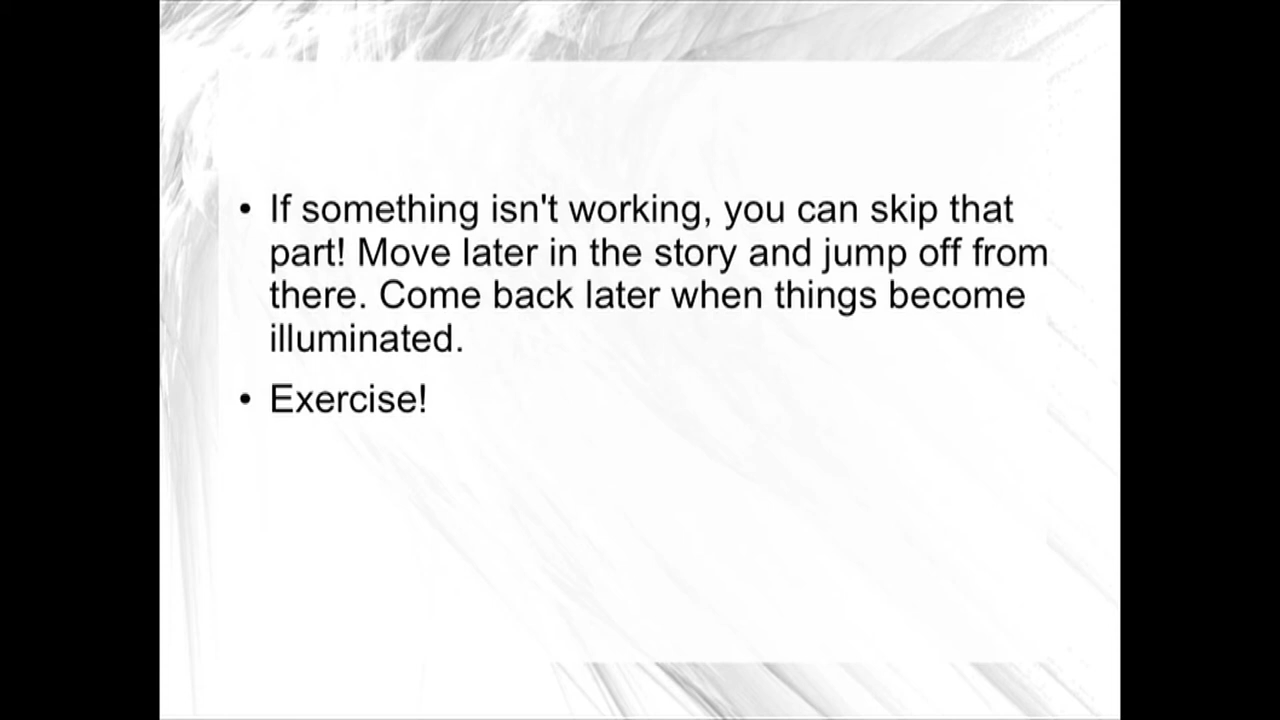 • If something isn't working, you can skip that
part! Move later in the story and jump off from
there. Come back later when things become
illuminated.
• Exercise!